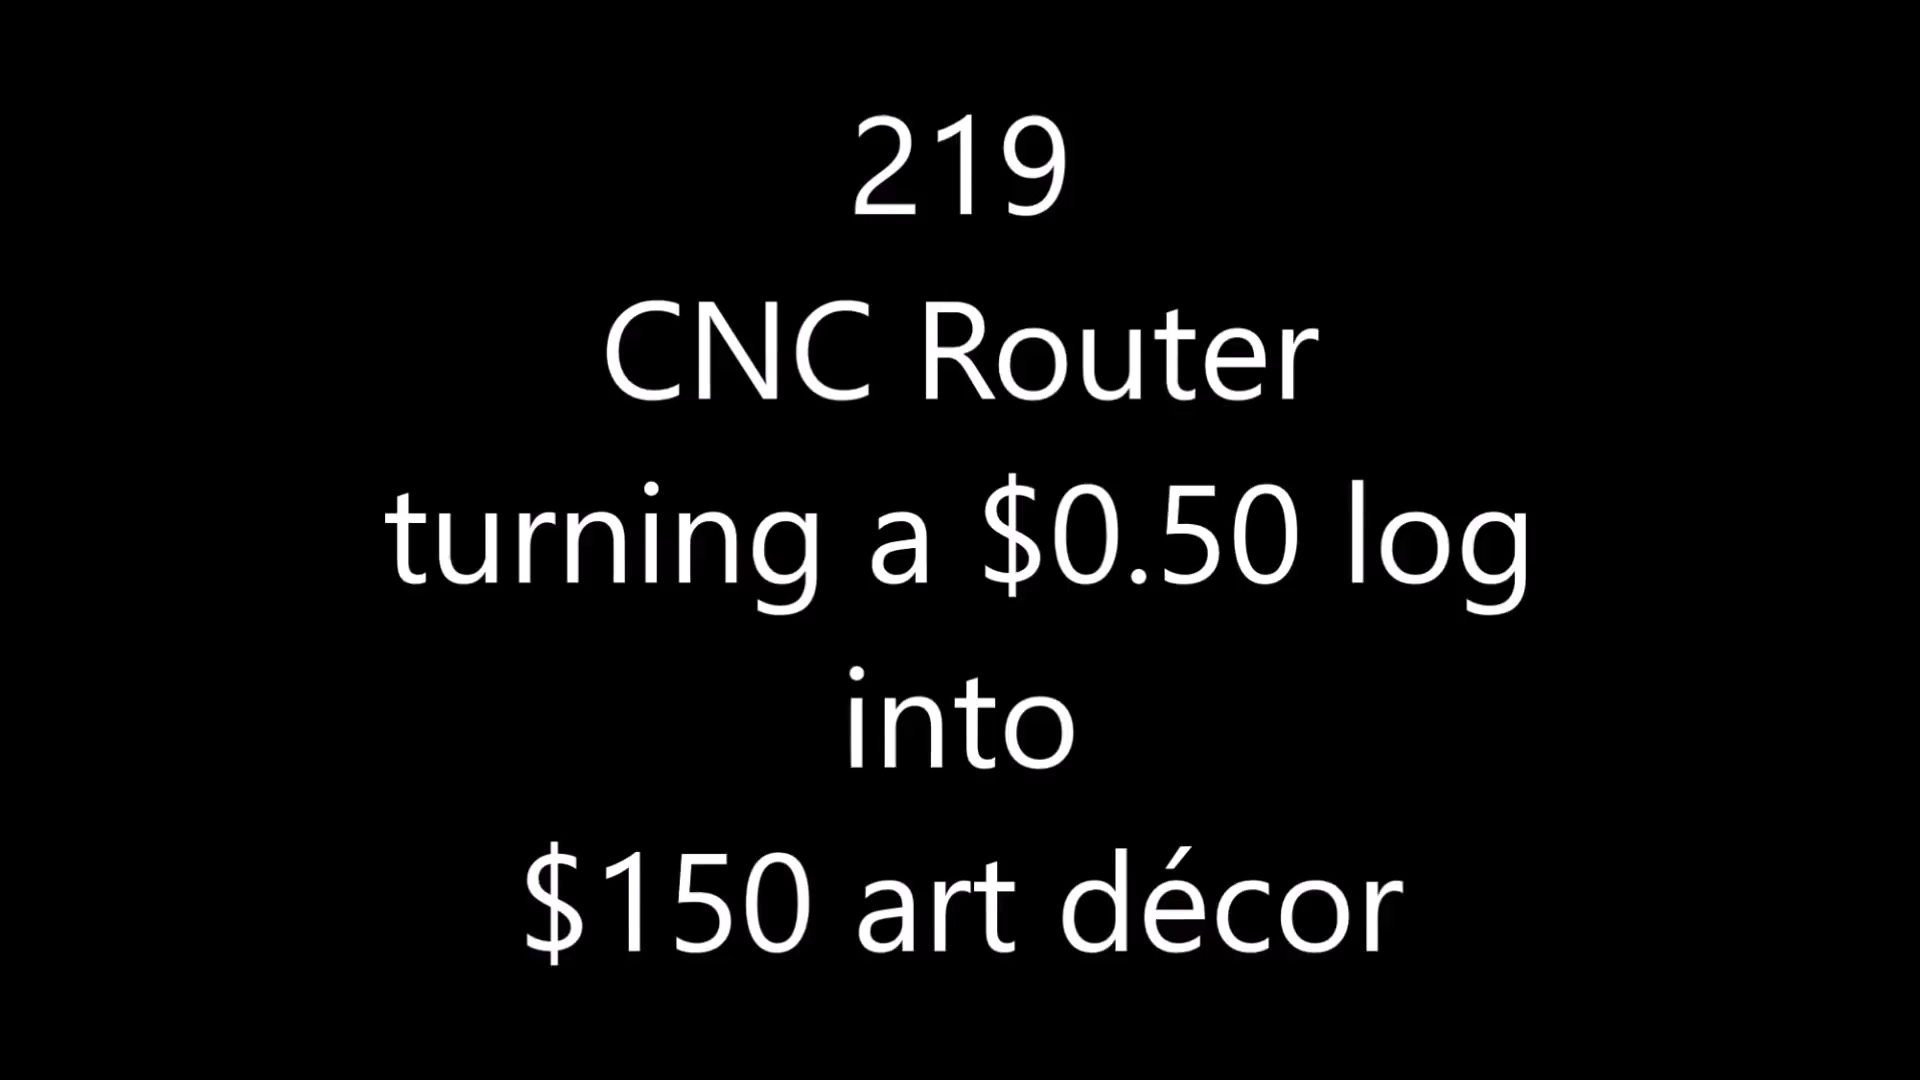 219
CNC Router
turning a $0.50 log
into
$150 art décor